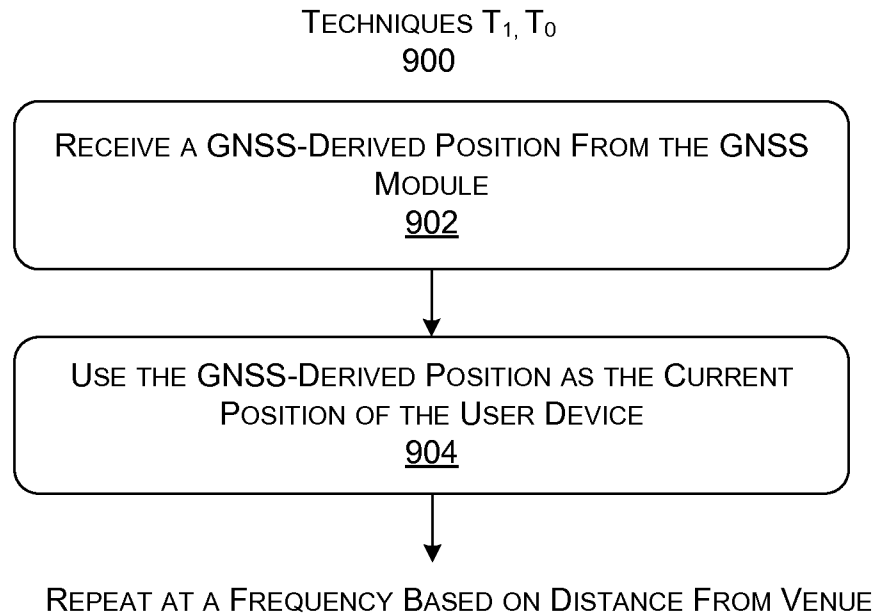 TECHNIQUES T1, T0
900
RECEIVE A GNSS-DERIVED POSITION FROM THE GNSS
MODULE
902
USE THE GNSS-DERIVED POSITION AS THE CURRENT
POSITION OF THE USER DEVICE
904
REPEAT AT A FREQUENCY BASED ON DISTANCE FROM VENUE